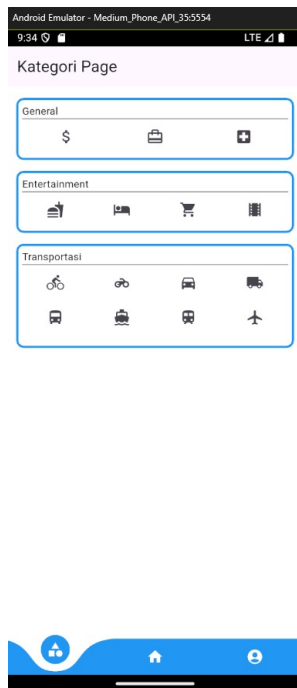 Android Emulator - Medium_Phone_API_35:5554
9:34 LTE
Kategori Page
General
$
Entertainment
Transportasi